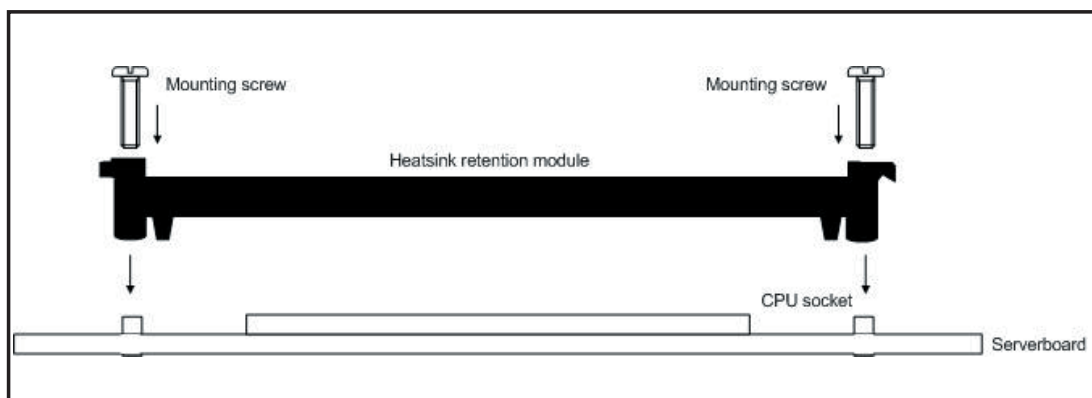 Mounting screw
Mounting screw
Heatsink retention module
CPU socket
Serverboard